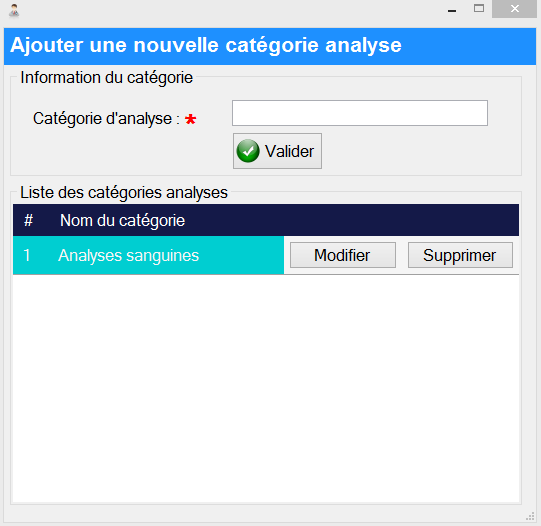 Ajouter une nouvelle catégorie analyse
Information du catégorie
Catégorie d'analyse : *
Valider
Liste des catégories analyses
# Nom du catégorie
1 Analyses sanguines Modifier Supprimer